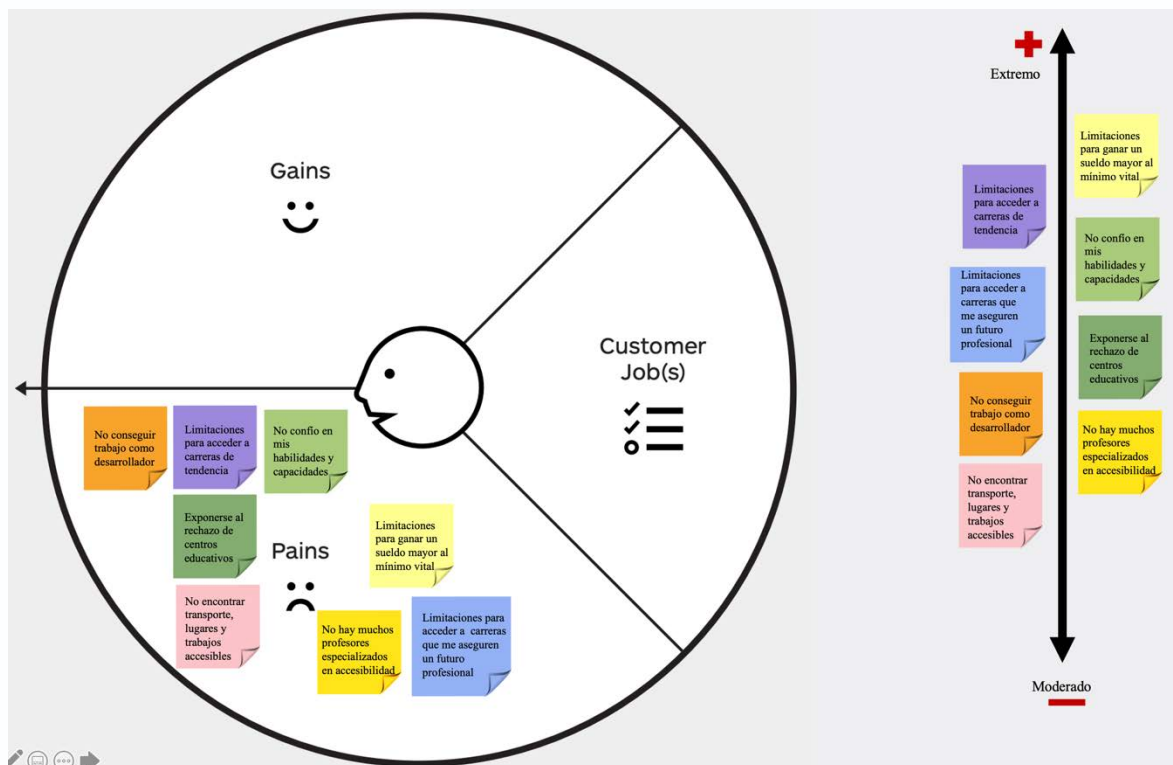 Gains
Customer
Job(s)
No conseguir
trabajo como
desarrollador
Limitaciones
para acceder a
carreras de
tendencia
No confío en
mis
habilidades y
capacidades
Exponerse al
rechazo de
centros
educativos
Pains
Limitaciones
para ganar un
sueldo mayor al
mínimo vital
No encontrar
transporte,
lugares y
trabajos
accesibles
No hay muchos
profesores
especializados
en accesibilidad
Limitaciones para
acceder a carreras
que me aseguren
un futuro
profesional
Extremo
Limitaciones
para ganar un
sueldo mayor al
mínimo vital
Limitaciones
para acceder a
carreras de
tendencia
No confío en
mis
habilidades y
capacidades
Limitaciones
para acceder a
carreras que
me aseguren
un futuro
profesional
Exponerse al
rechazo de
centros
educativos
No conseguir
trabajo como
desarrollador
No hay muchos
profesores
especializados
en accesibilidad
No encontrar
transporte,
lugares y
trabajos
accesibles
Moderado